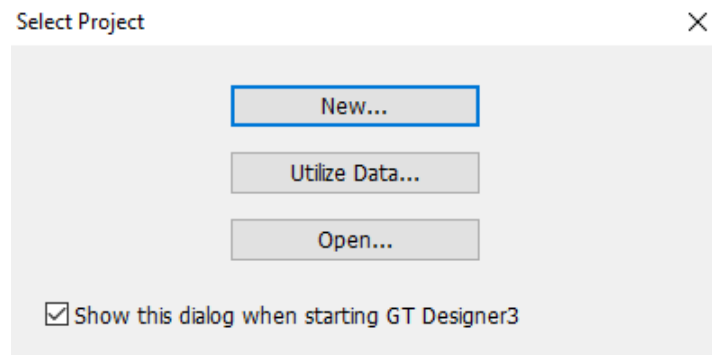 Select Project
New...
Utilize Data...
Open...
Show this dialog when starting GT Designer3